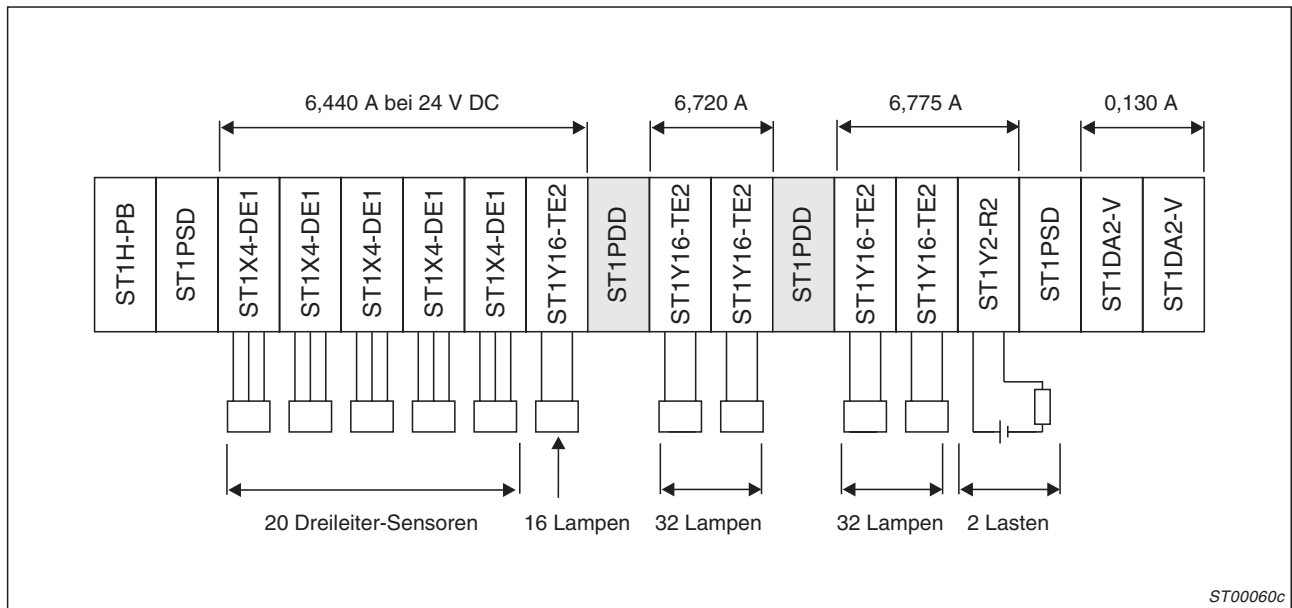 6,440 A bei 24 V DC
6,720 A
6,775 A
0,130 A
ST1H-PB
ST1PSD
ST1X4-DE1
ST1X4-DE1
ST1X4-DE1
ST1X4-DE1
ST1X4-DE1
ST1Y16-TE2
ST1PDD
ST1Y16-TE2
ST1Y16-TE2
ST1PDD
ST1Y16-TE2
ST1Y16-TE2
ST1Y2-R2
ST1PSD
ST1DA2-V
ST1DA2-V
20 Dreileiter-Sensoren
16 Lampen
32 Lampen
32 Lampen
2 Lasten
ST00060c